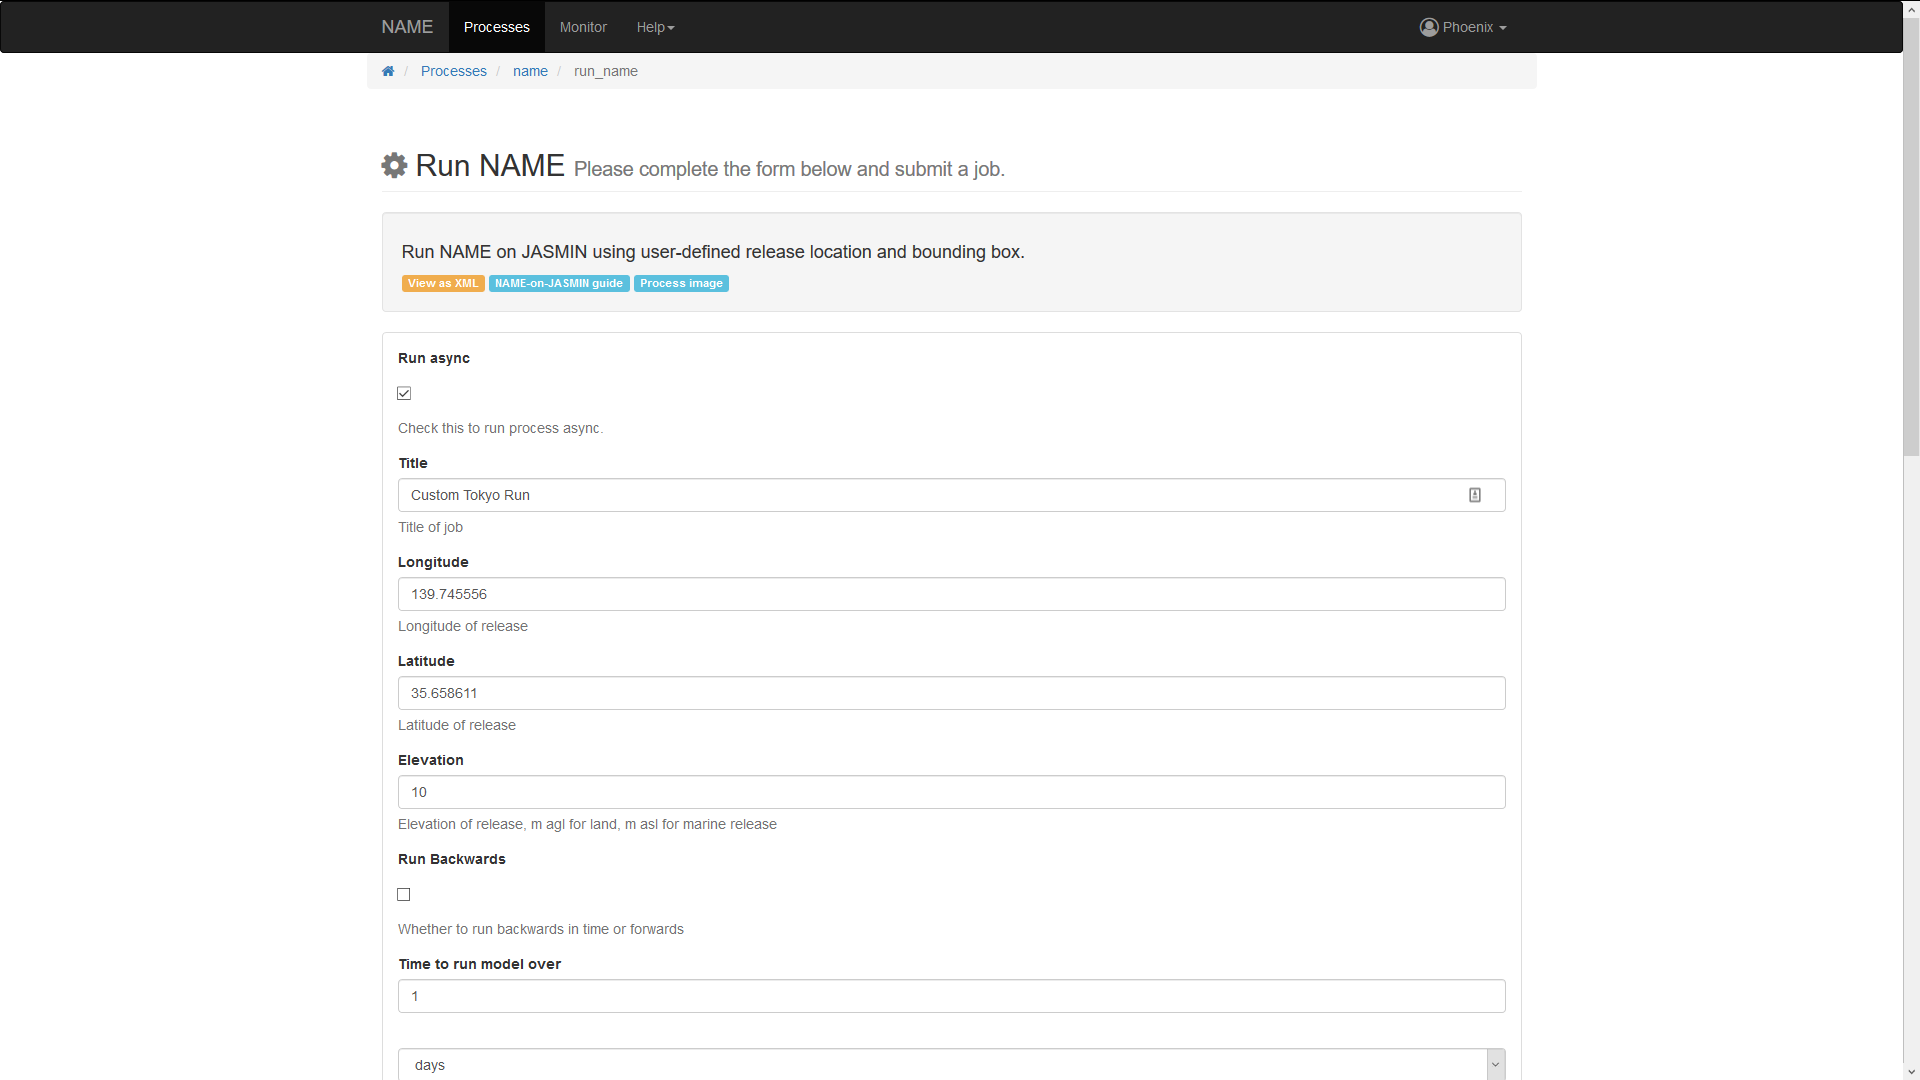 NAME Processes Monitor Help Phoenix
/ Processes / name / run_name
Run NAME Please complete the form below and submit a job.
Run NAME on JASMIN using user-defined release location and bounding box.
View as XML NAME-on-JASMIN guide Process image
Run async
Check this to run process async.
Title
Custom Tokyo Run
Title of job
Longitude
139.745556
Longitude of release
Latitude
35.658611
Latitude of release
Elevation
10
Elevation of release, m agl for land, m asl for marine release
Run Backwards
Whether to run backwards in time or forwards
Time to run model over
1
days